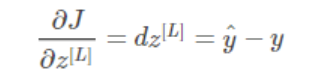 ∂J/∂z^[L] = dz^[L] = ŷ − y